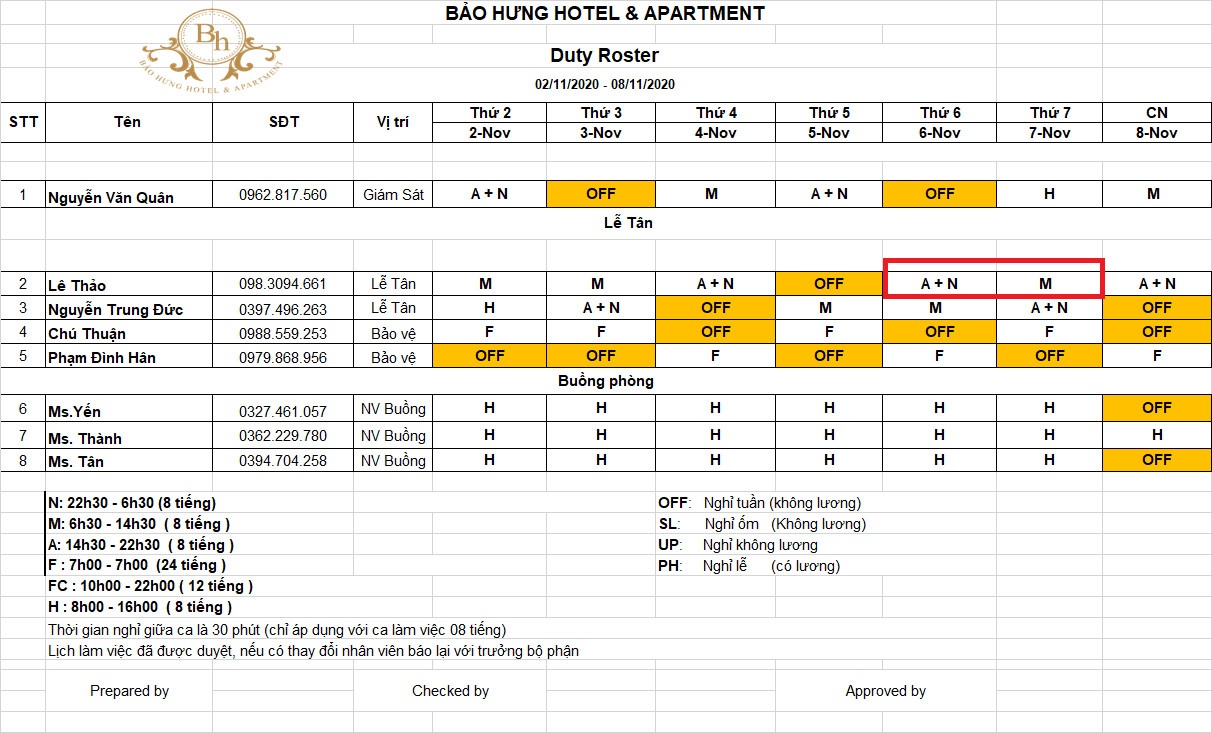 BẢO HƯNG HOTEL & APARTMENT
Bh
BẢO HƯNG HOTEL & APARTMENT
Duty Roster
02/11/2020 - 08/11/2020
STT Tên SĐT Vị trí Thứ 2 Thứ 3 Thứ 4 Thứ 5 Thứ 6 Thứ 7 CN
2-Nov 3-Nov 4-Nov 5-Nov 6-Nov 7-Nov 8-Nov
1 Nguyễn Văn Quân 0962.817.560 Giám Sát A + N OFF M A + N OFF H M
Lễ Tân
2 Lê Thảo 098.3094.661 Lễ Tân M M A + N OFF A + N M A + N
3 Nguyễn Trung Đức 0397.496.263 Lễ Tân H A + N OFF M M A + N OFF
4 Chú Thuận 0988.559.253 Bảo vệ F F OFF F OFF F OFF
5 Phạm Đình Hân 0979.868.956 Bảo vệ OFF OFF F OFF F OFF F
Buồng phòng
6 Ms.Yến 0327.461.057 NV Buồng H H H H H H OFF
7 Ms. Thành 0362.229.780 NV Buồng H H H H H H H
8 Ms. Tân 0394.704.258 NV Buồng H H H H H H OFF
N: 22h30 - 6h30 (8 tiếng) OFF: Nghỉ tuần (không lương)
M: 6h30 - 14h30 ( 8 tiếng ) SL: Nghỉ ốm (Không lương)
A: 14h30 - 22h30 ( 8 tiếng ) UP: Nghỉ không lương
F : 7h00 - 7h00 (24 tiếng ) PH: Nghỉ lễ (có lương)
FC : 10h00 - 22h00 ( 12 tiếng )
H : 8h00 - 16h00 ( 8 tiếng )
Thời gian nghỉ giữa ca là 30 phút (chỉ áp dụng với ca làm việc 08 tiếng)
Lịch làm việc đã được duyệt, nếu có thay đổi nhân viên báo lại với trưởng bộ phận
Prepared by Checked by Approved by